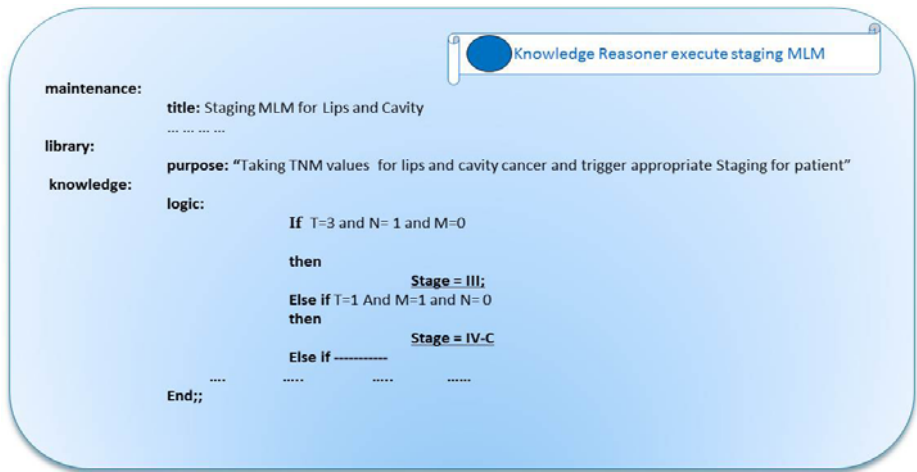 Knowledge Reasoner execute staging MLM
maintenance:
title: Staging MLM for Lips and Cavity
... ... ... ...
library:
purpose: “Taking TNM values for lips and cavity cancer and trigger appropriate Staging for patient”
knowledge:
logic:
If T=3 and N= 1 and M=0
then
Stage = III;
Else if T=1 And M=1 and N= 0
then
Stage = IV-C
Else if -----------
.... ..... ..... ......
End;;